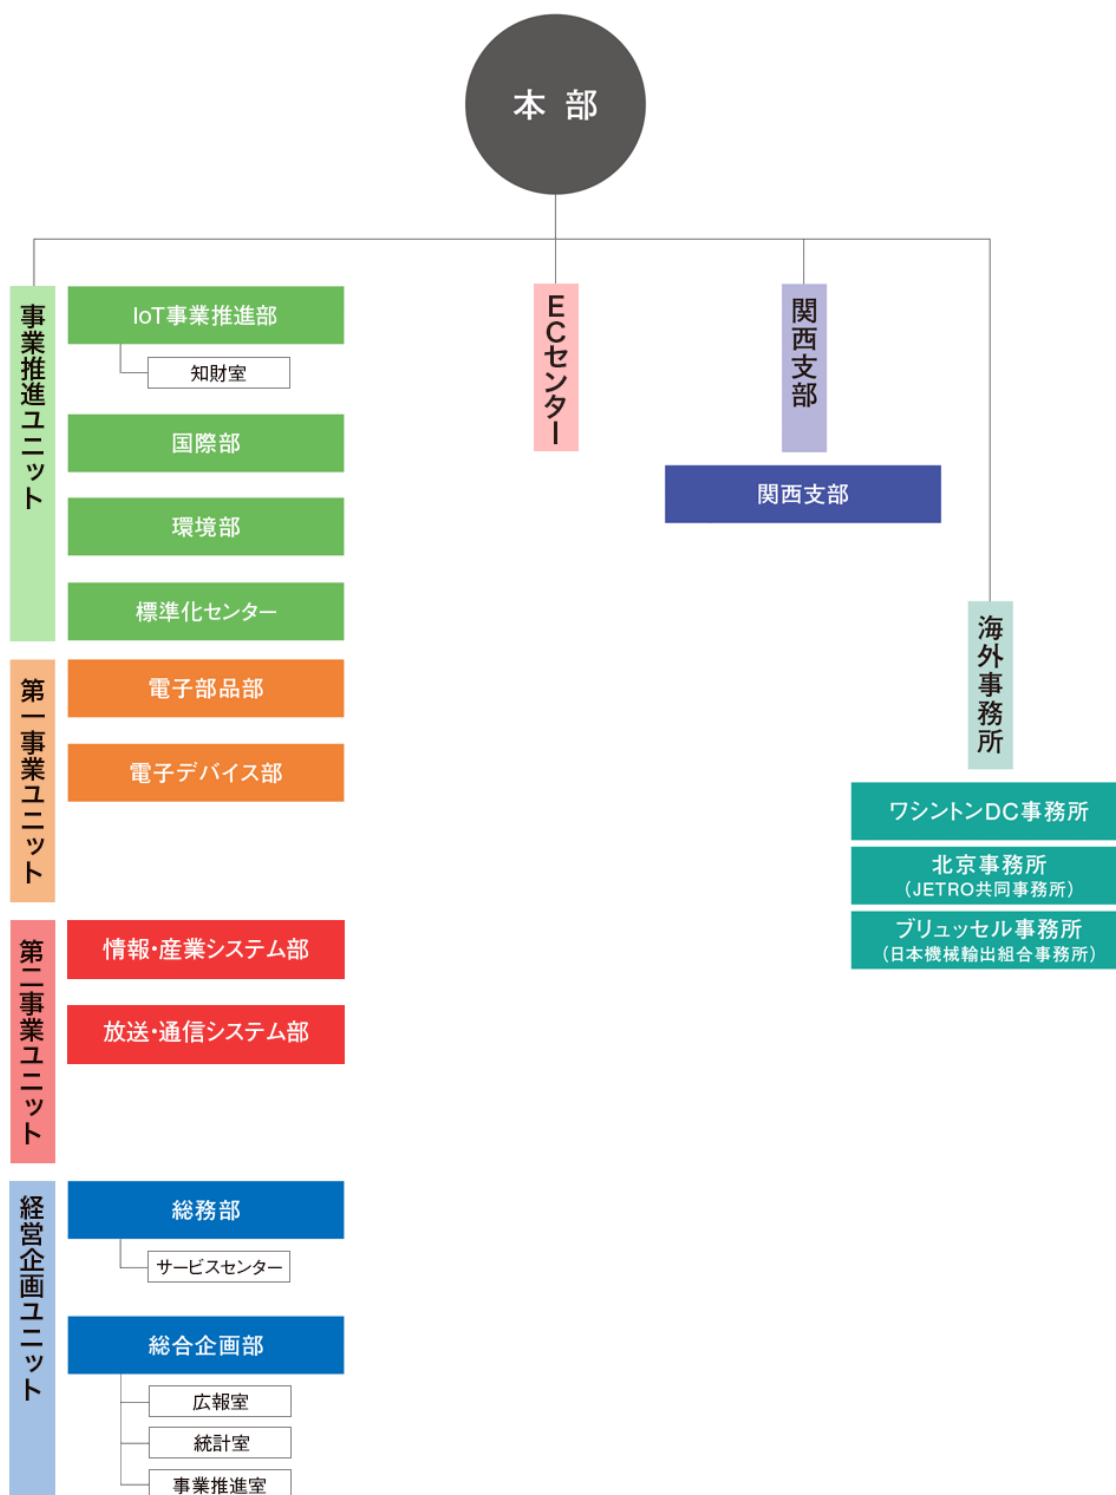 本部
事業推進ユニット
IoT事業推進部
知財室
国際部
環境部
標準化センター
第一事業ユニット
電子部品部
電子デバイス部
第二事業ユニット
情報・産業システム部
放送・通信システム部
経営企画ユニット
総務部
サービスセンター
総合企画部
広報室
統計室
事業推進室
ECセンター
関西支部
関西支部
海外事務所
ワシントンDC事務所
北京事務所
（JETRO共同事務所）
ブリュッセル事務所
（日本機械輸出組合事務所）